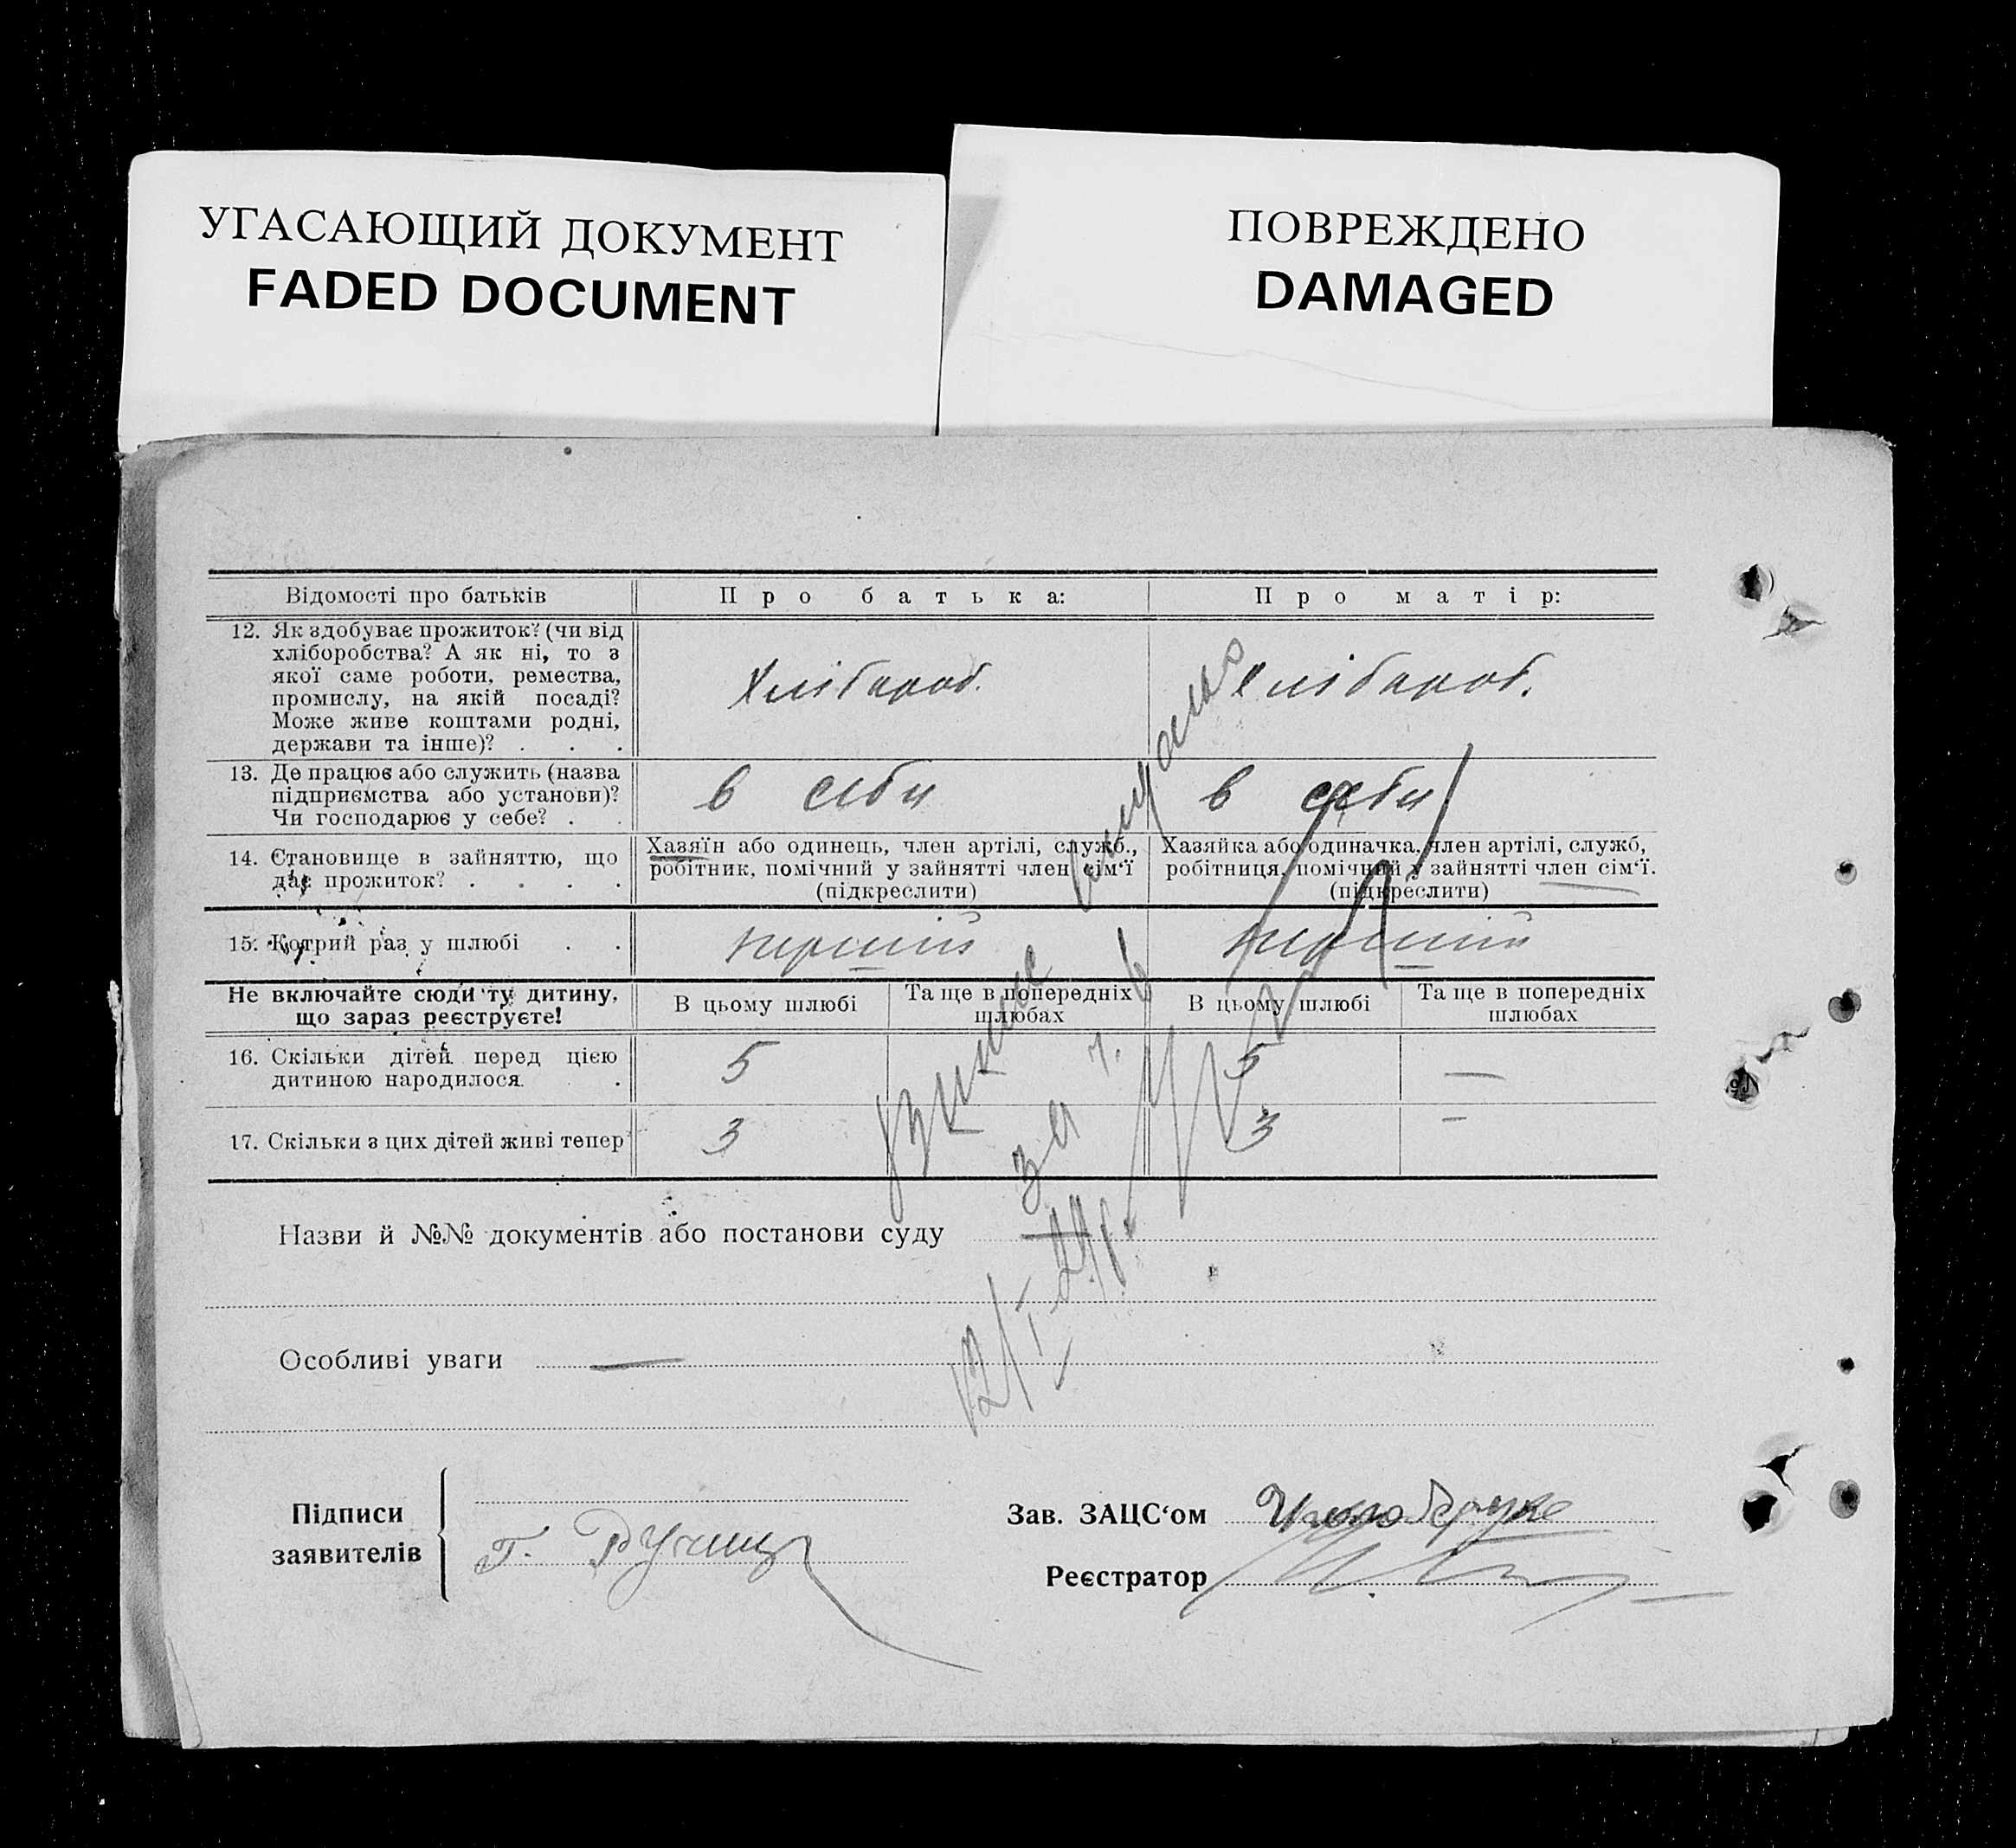 УГАСАЮЩИЙ ДОКУМЕНТ
FADED DOCUMENT
ПОВРЕЖДЕНО
DAMAGED
Відомості про батьків
Про батька:
Про матір:
12. Як здобуває прожиток? (чи від
хліборобства? А як ні, то з
якої саме роботи, ремества,
промислу, на якій посаді?
Може живе коштами родні,
держави та інше)? . . .
Хлібароб.
Хлібароб.
13. Де працює або служить (назва
підприємства або установи)?
Чи господарює у себе? . .
в себи
в себи
14. Становище в зайняттю, що
дає прожиток? . . . .
Хазяїн або одинець, член артілі, служб.,
робітник, помічний у зайнятті член сім'ї
(підкреслити)
Хазяйка або одиначка, член артілі, служб,
робітниця, помічний у зайнятті член сім'ї.
(підкреслити)
15. Котрий раз у шлюбі . .
перший
перший
Не включайте сюди ту дитину,
що зараз реєструєте!
В цьому шлюбі
Та ще в попередніх
шлюбах
В цьому шлюбі
Та ще в попередніх
шлюбах
16. Скільки дітей перед цією
дитиною народилося. .
5
5
—
17. Скільки з цих дітей живі тепер
3
3
—
за
Назви й №№ документів або постанови суду —
12/I
Особливі уваги —
Підписи
заявителів
Г.
Зав. ЗАЦС'ом
Реєстратор